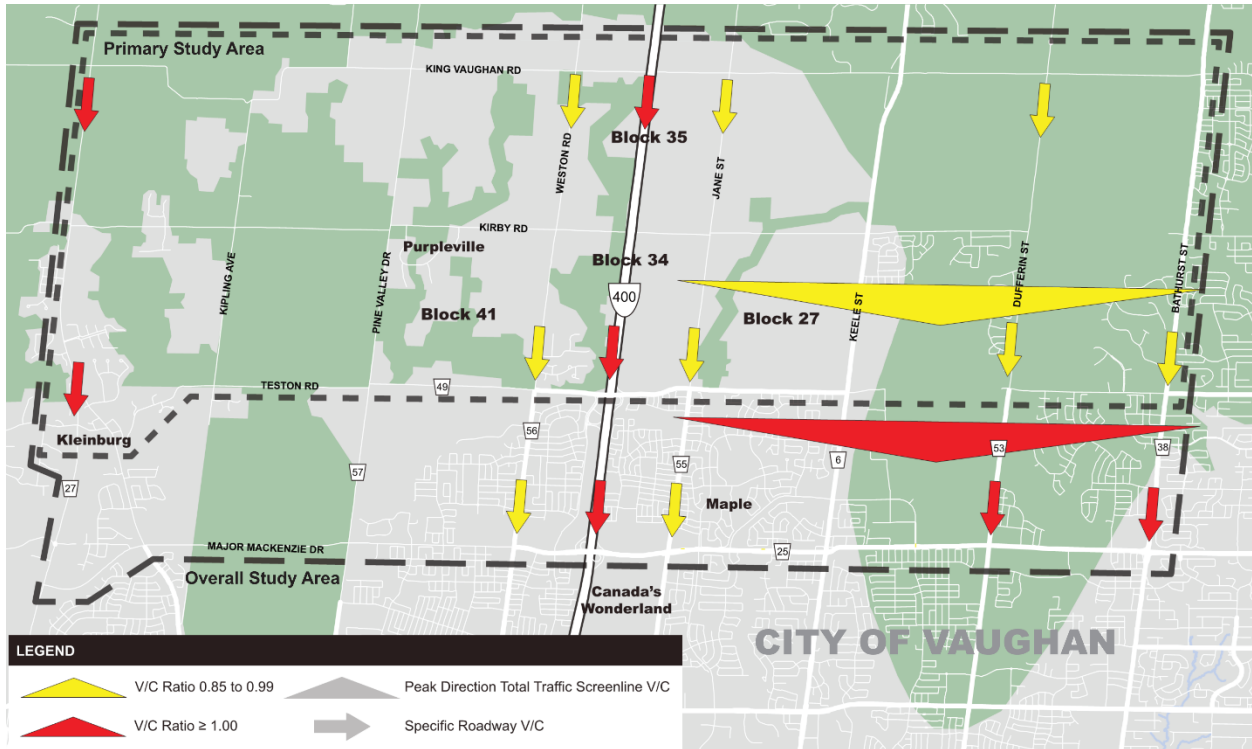 Primary Study Area
KING VAUGHAN RD
Block 35
WESTON RD
JANE ST
KIRBY RD
Purpleville
Block 34
KIPLING AVE
PINE VALLEY DR
400
DUFFERIN ST
BATHURST ST
KEELE ST
Block 41
Block 27
TESTON RD
49
Kleinburg
56
53
38
27
57
55
6
Maple
MAJOR MACKENZIE DR
25
Overall Study Area
Canada's
Wonderland
CITY OF VAUGHAN
LEGEND
V/C Ratio 0.85 to 0.99
Peak Direction Total Traffic Screenline V/C
V/C Ratio ≥ 1.00
Specific Roadway V/C